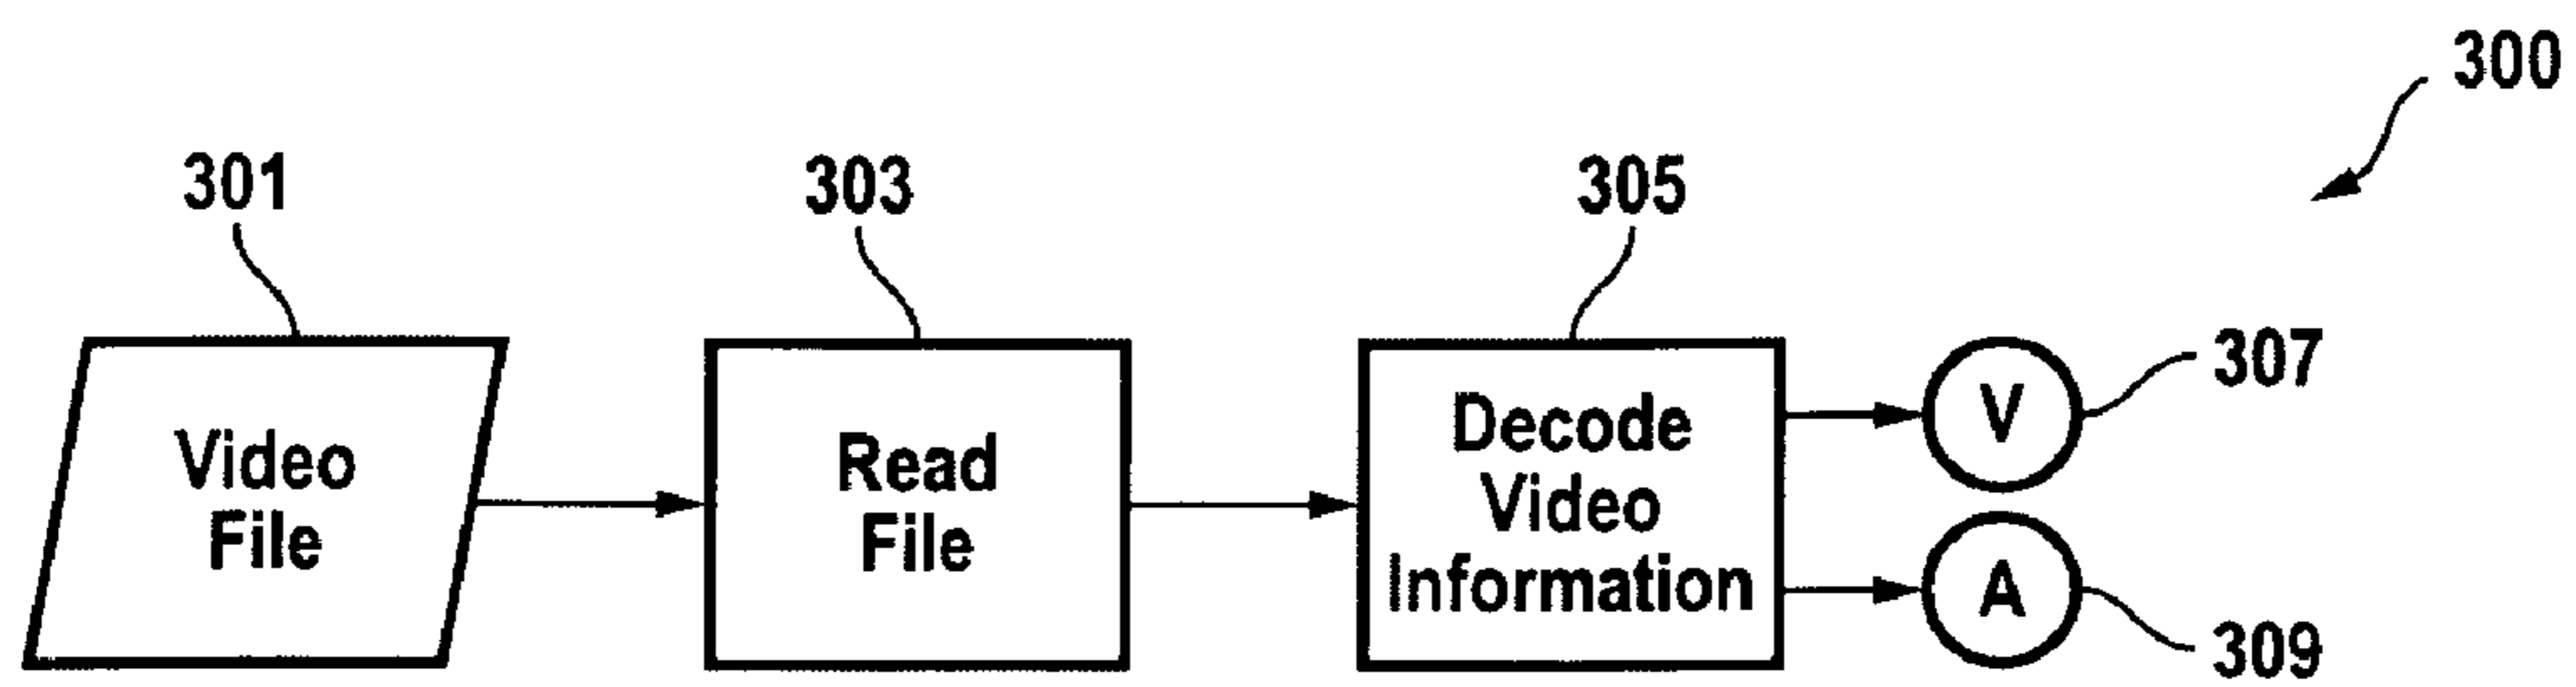 300
301
303
305
Video
File
Read
File
Decode
Video
Information
V
307
A
309